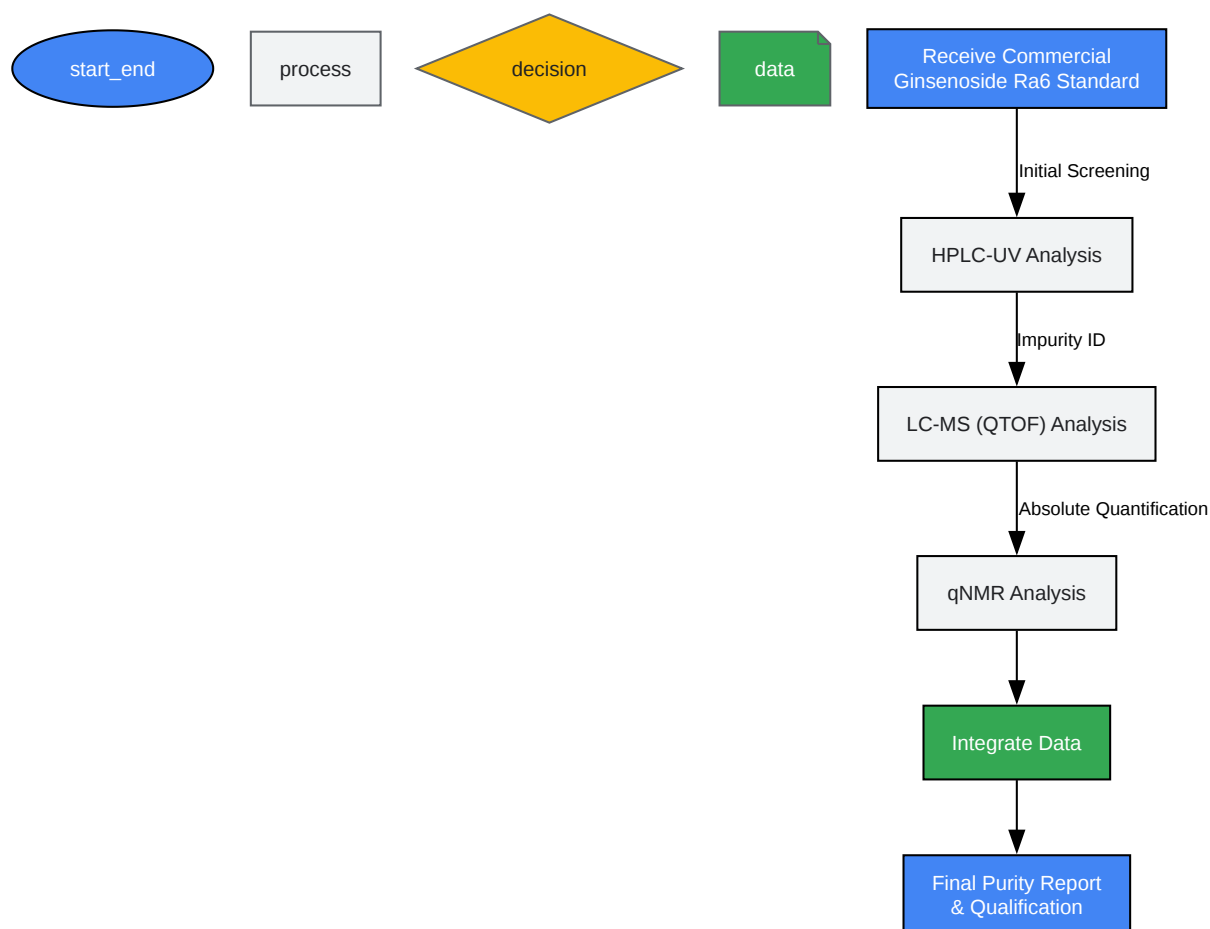 start_end
process
decision
data
Receive Commercial
Ginsenoside Ra6 Standard
Initial Screening
HPLC-UV Analysis
Impurity ID
LC-MS (QTOF) Analysis
Absolute Quantification
qNMR Analysis
Integrate Data
Final Purity Report
& Qualification